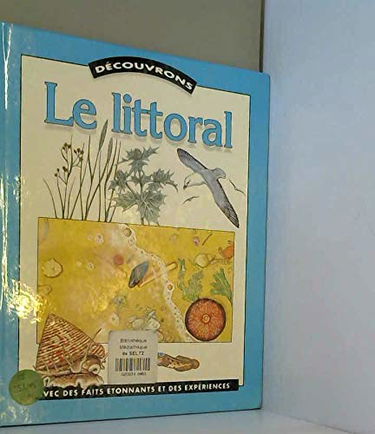 DÉCOUVRONS
Le littoral
Bibliothèque
Médiathèque
de SELTZ
VEC DES FAITS ÉTONNANTS ET DES EXPÉRIENCES